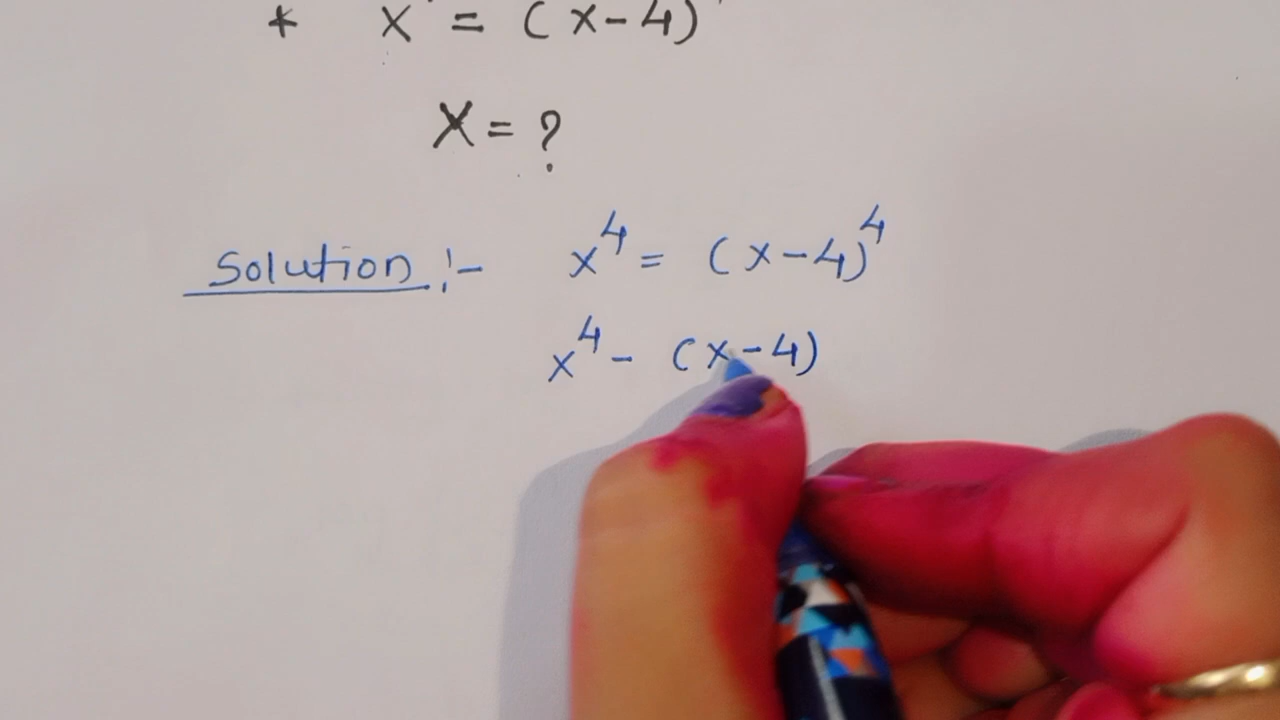 * x = (x-4)
X = ?
Solution :- x⁴ = (x-4)⁴
x⁴ - (x-4)